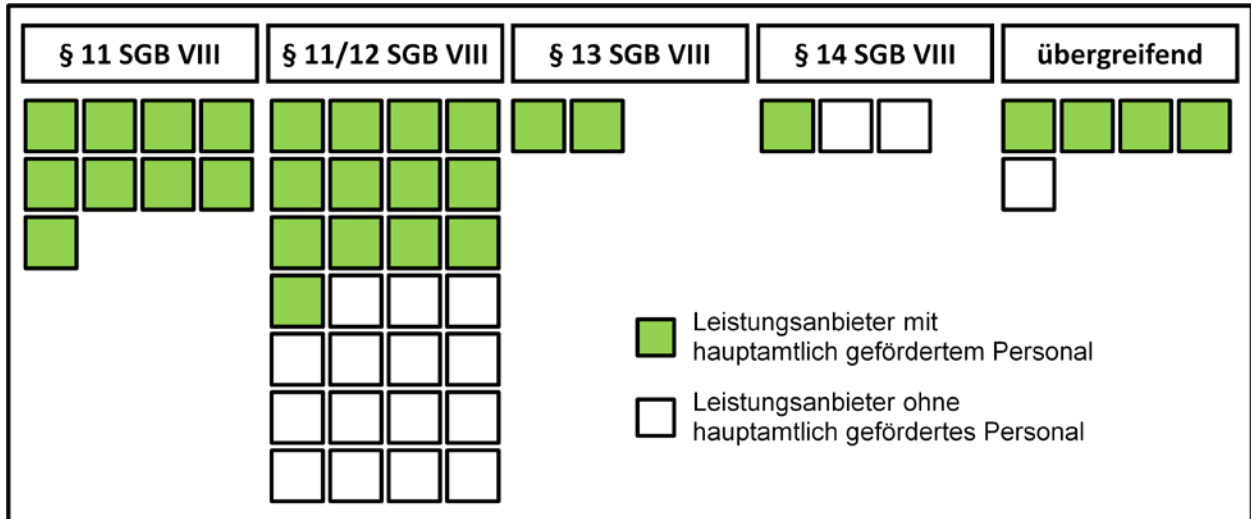 § 11 SGB VIII
§ 11/12 SGB VIII
§ 13 SGB VIII
§ 14 SGB VIII
übergreifend
Leistungsanbieter mit
hauptamtlich gefördertem Personal
Leistungsanbieter ohne
hauptamtlich gefördertes Personal